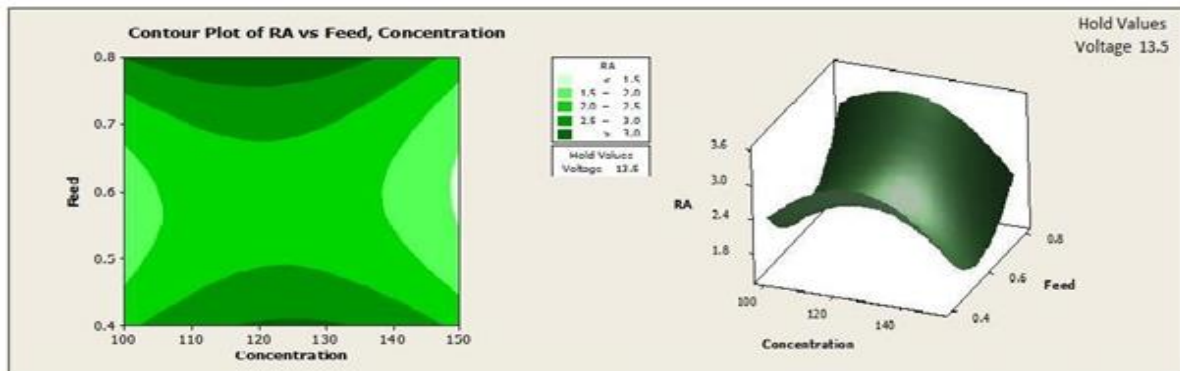 Contour Plot of RA vs Feed, Concentration
0.8
0.7
0.6
0.5
0.4
Feed
100 110 120 130 140 150
Concentration
RA
< 1.5
1.5 – 2.0
2.0 – 2.5
2.5 – 3.0
> 3.0
Hold Values
Voltage 13.5
Hold Values
Voltage 13.5
3.6
3.0
2.4
1.8
RA
100
120
140
Concentration
0.4
0.6
0.8
Feed